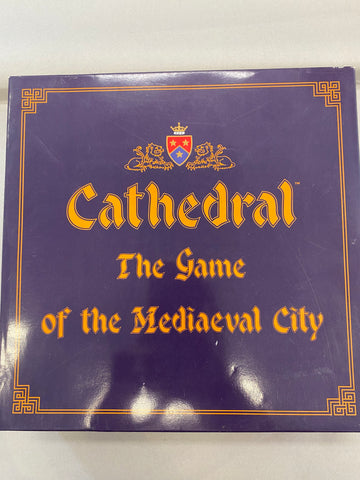 Cathedral™
The Game
of the Mediaeval City